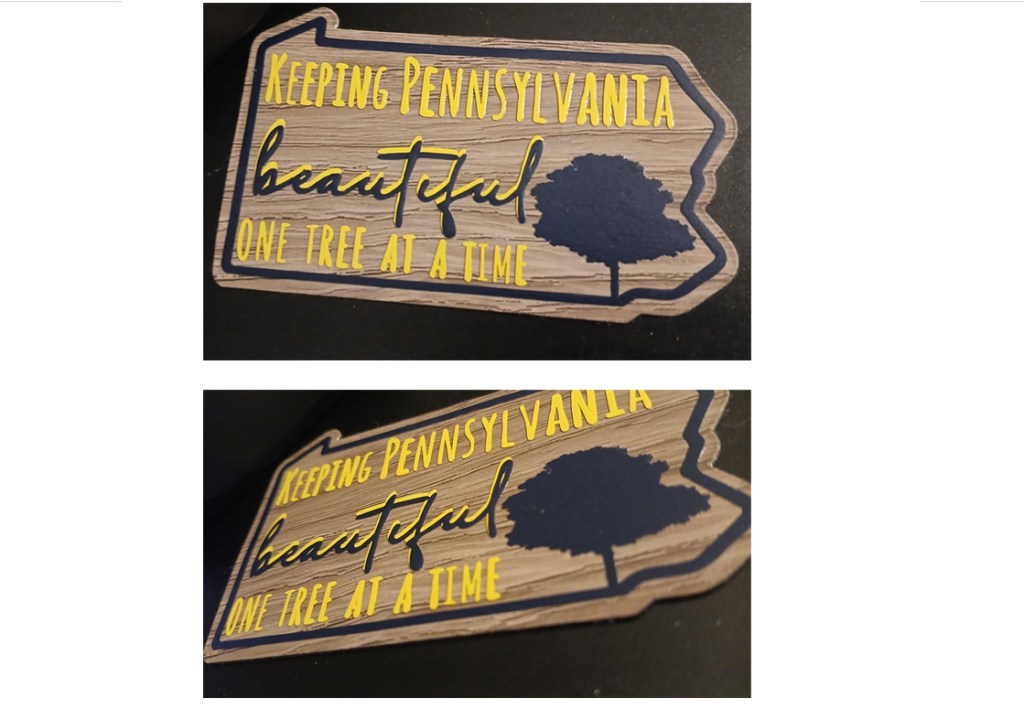 KEEPING PENNSYLVANIA
beautiful
ONE TREE AT A TIME
KEEPING PENNSYLVANIA
beautiful
ONE TREE AT A TIME